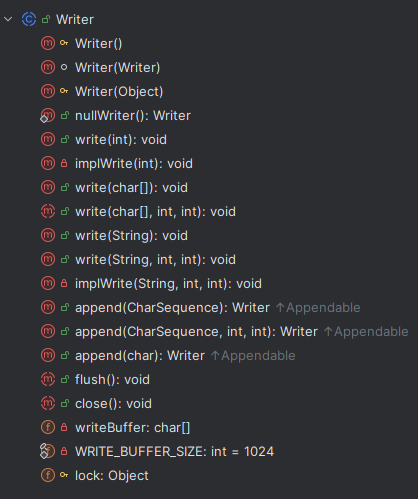 Writer
Writer()
Writer(Writer)
Writer(Object)
nullWriter(): Writer
write(int): void
implWrite(int): void
write(char[]): void
write(char[], int, int): void
write(String): void
write(String, int, int): void
implWrite(String, int, int): void
append(CharSequence): Writer ↑Appendable
append(CharSequence, int, int): Writer ↑Appendable
append(char): Writer ↑Appendable
flush(): void
close(): void
writeBuffer: char[]
WRITE_BUFFER_SIZE: int = 1024
lock: Object